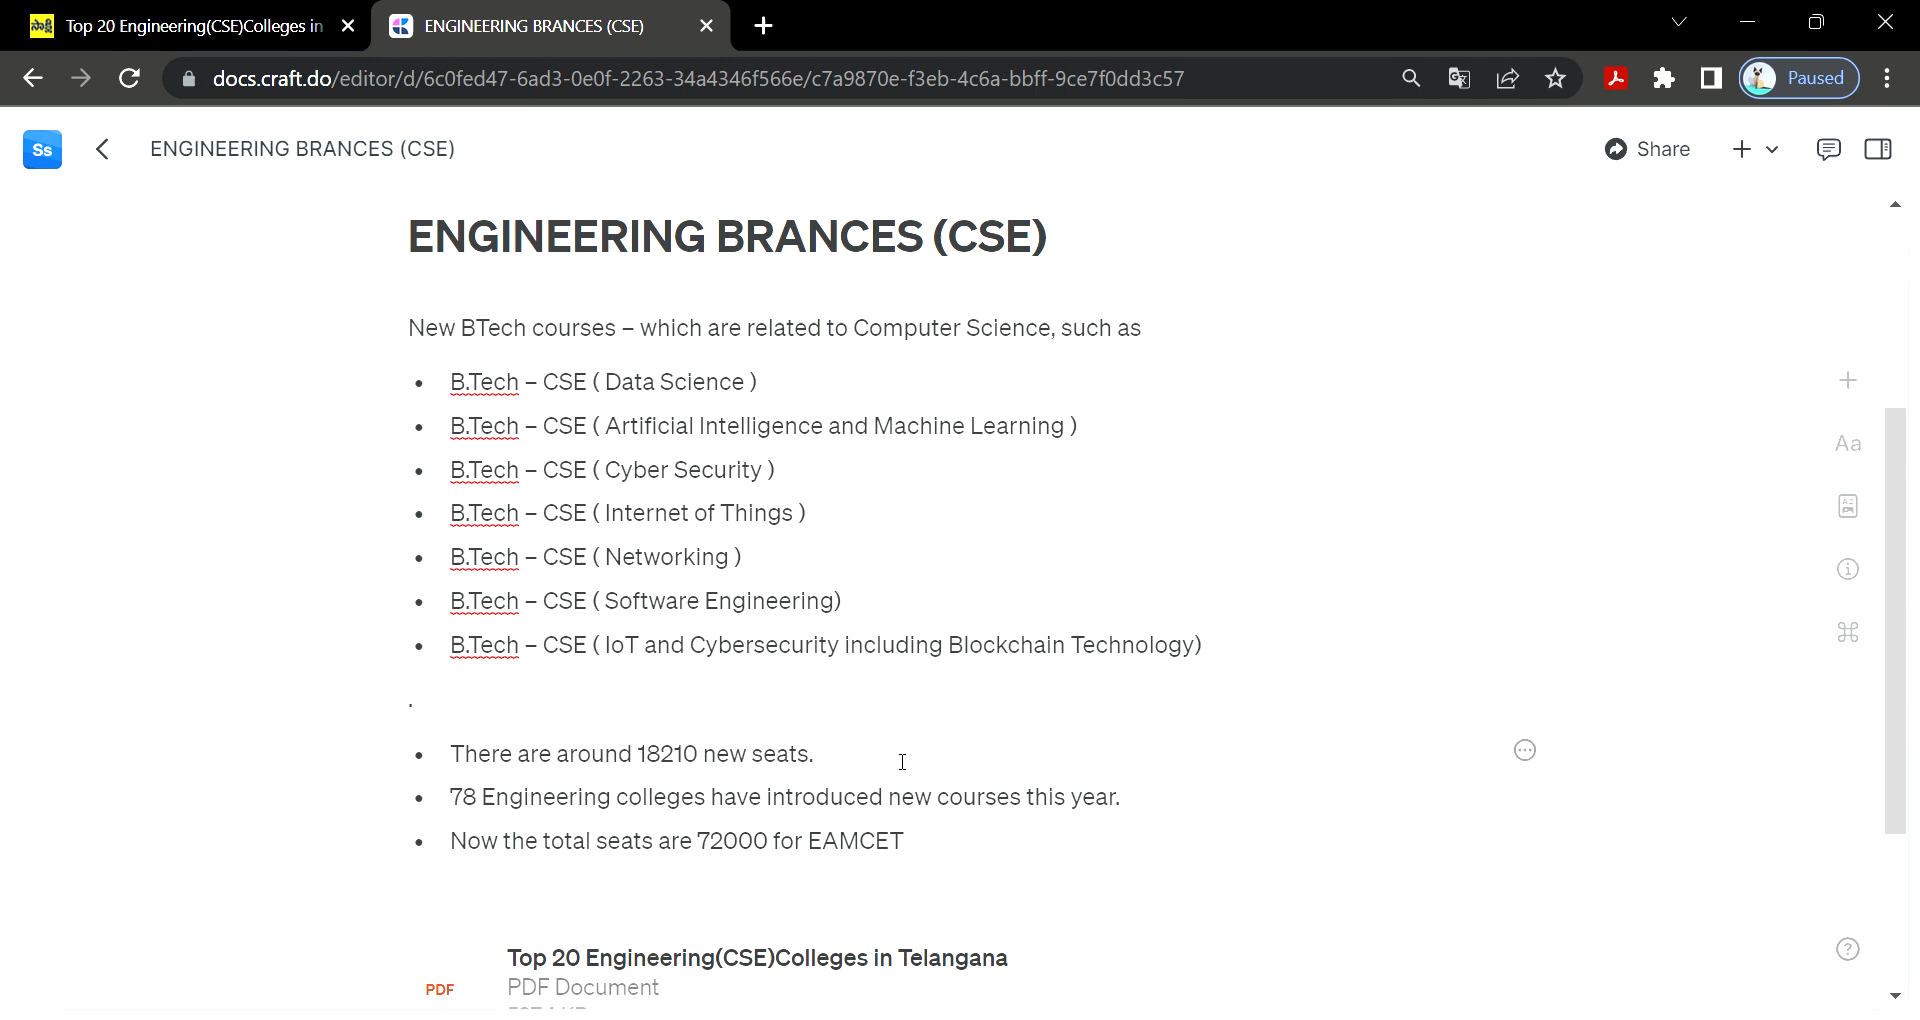 సాక్షి Top 20 Engineering(CSE)Colleges in
ENGINEERING BRANCES (CSE)
docs.craft.do/editor/d/6c0fed47-6ad3-0e0f-2263-34a4346f566e/c7a9870e-f3eb-4c6a-bbff-9ce7f0dd3c57
Paused
Ss
ENGINEERING BRANCES (CSE)
Share
ENGINEERING BRANCES (CSE)
New BTech courses – which are related to Computer Science, such as
• B.Tech – CSE ( Data Science )
• B.Tech – CSE ( Artificial Intelligence and Machine Learning )
• B.Tech – CSE ( Cyber Security )
• B.Tech – CSE ( Internet of Things )
• B.Tech – CSE ( Networking )
• B.Tech – CSE ( Software Engineering)
• B.Tech – CSE ( IoT and Cybersecurity including Blockchain Technology)
.
• There are around 18210 new seats.
• 78 Engineering colleges have introduced new courses this year.
• Now the total seats are 72000 for EAMCET
Aa
Top 20 Engineering(CSE)Colleges in Telangana
PDF
PDF Document